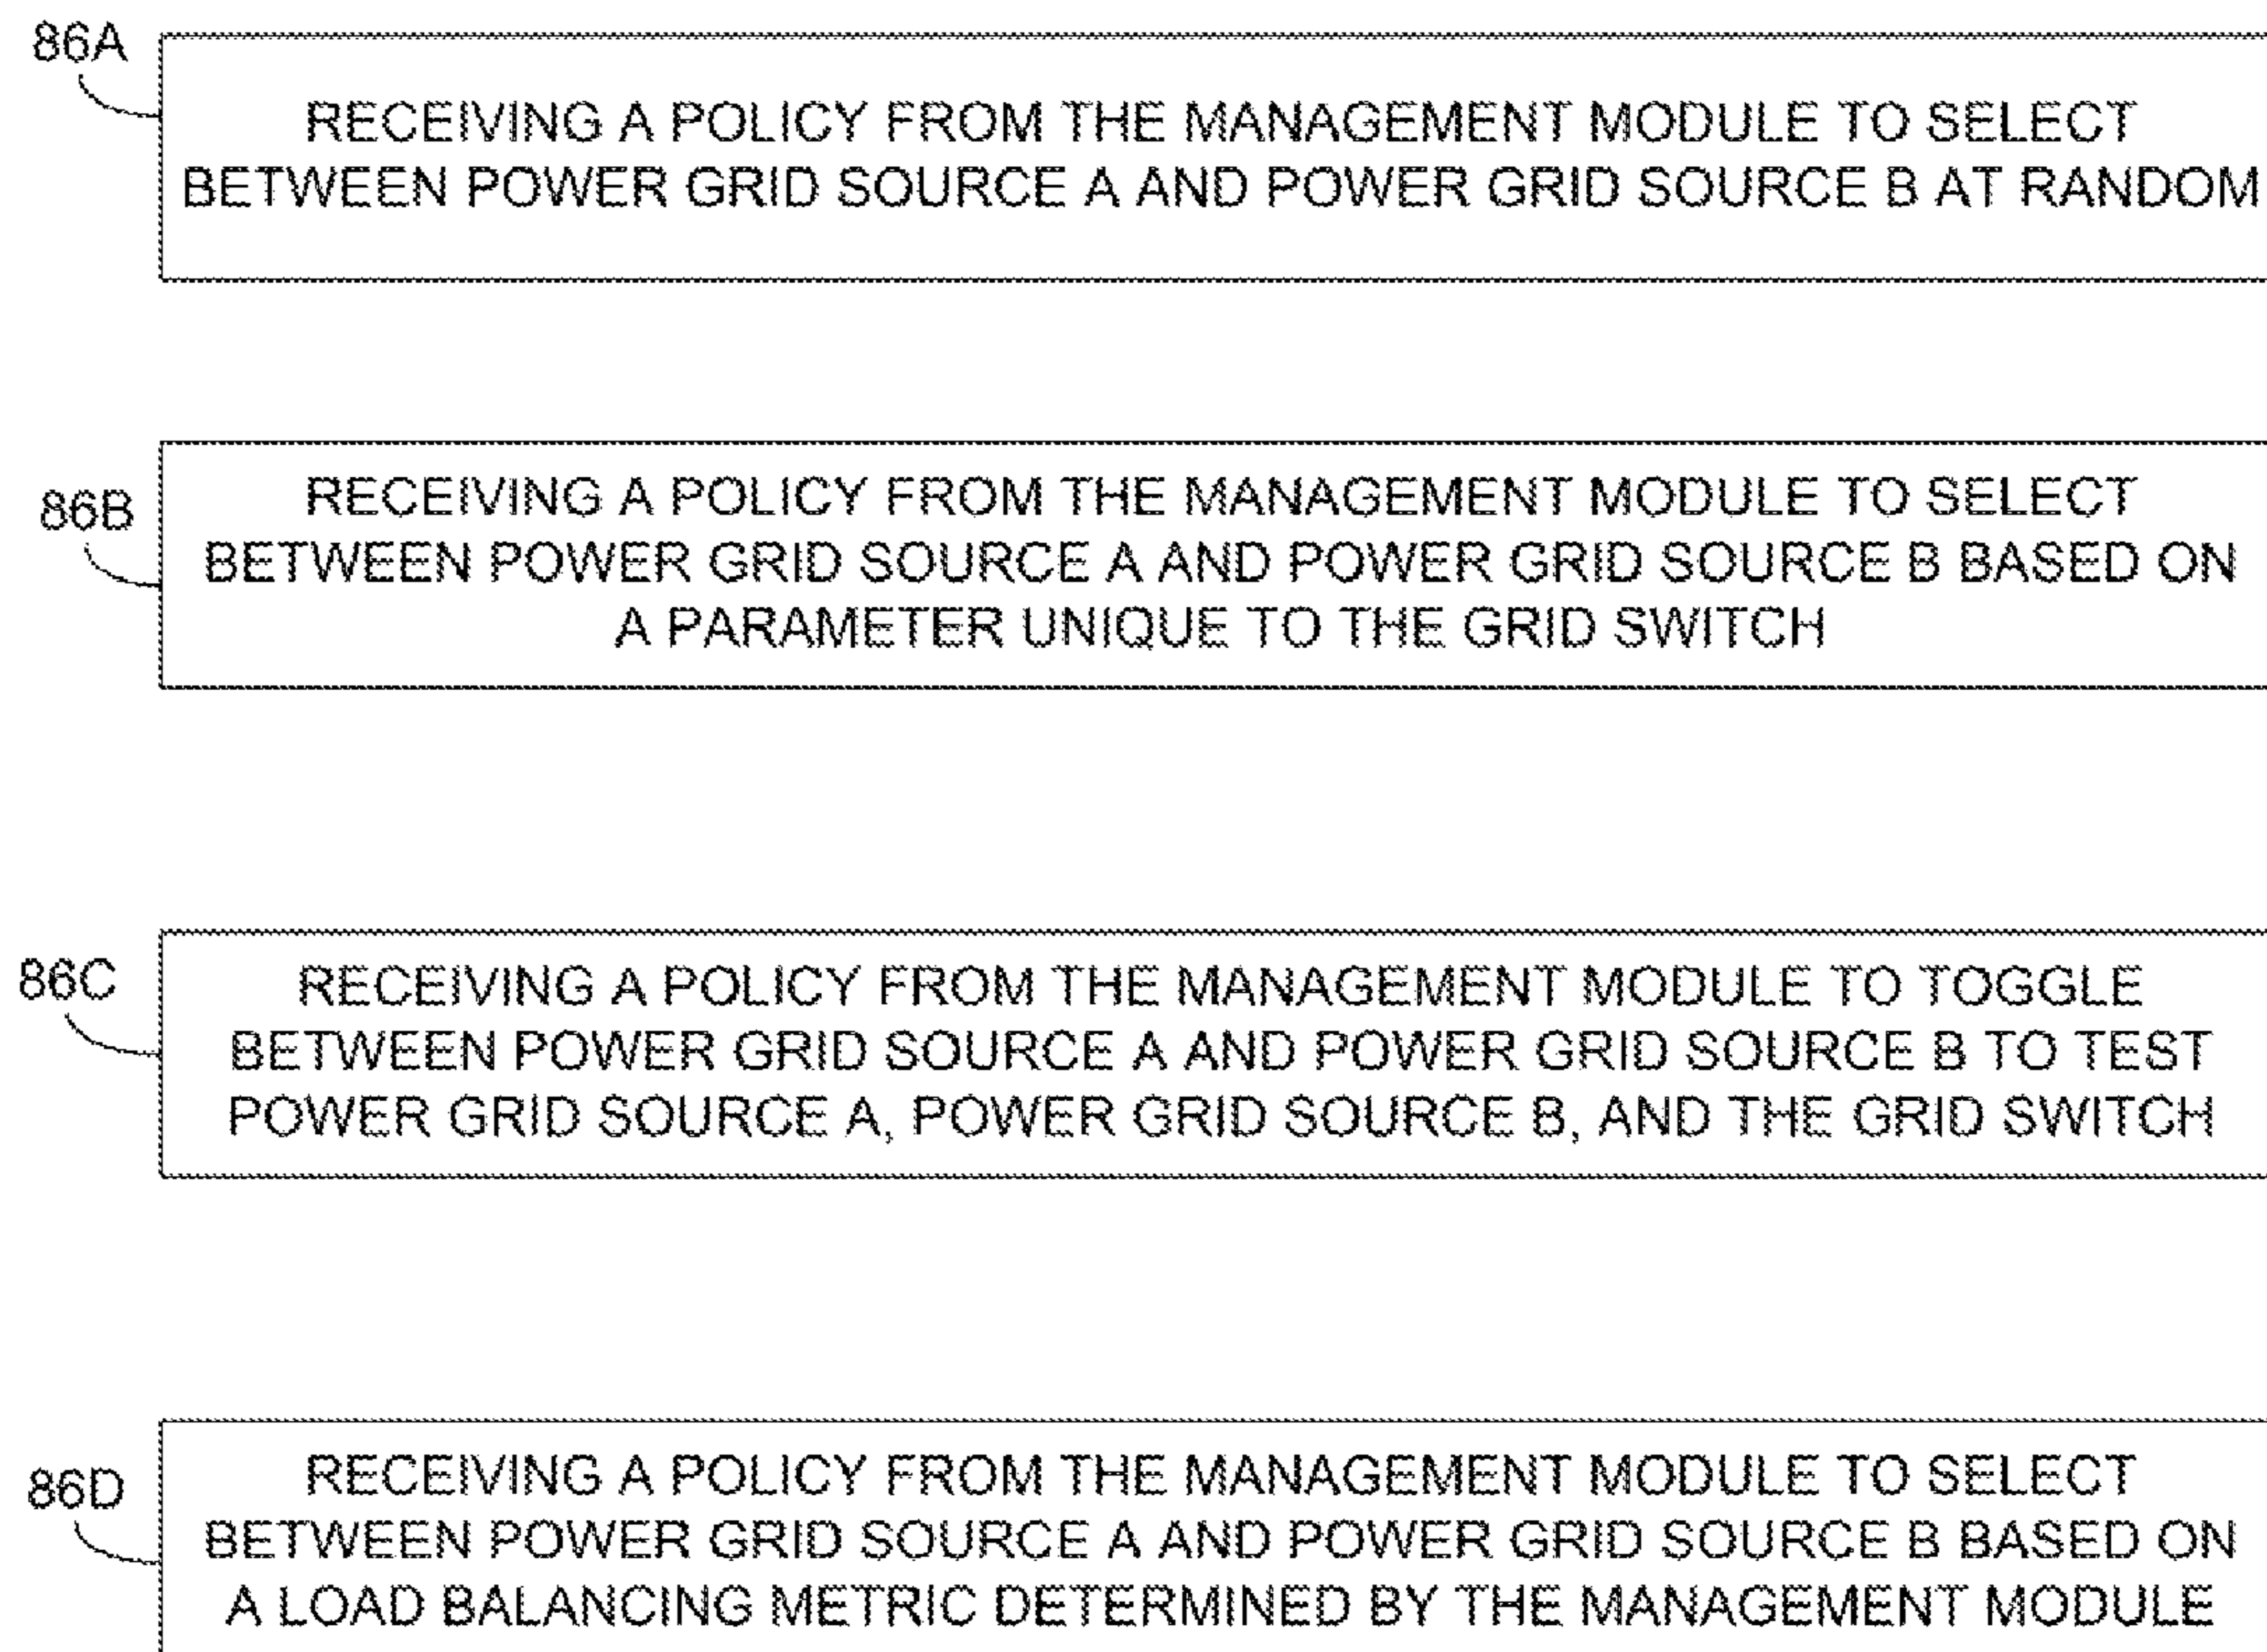 86A
RECEIVING A POLICY FROM THE MANAGEMENT MODULE TO SELECT
BETWEEN POWER GRID SOURCE A AND POWER GRID SOURCE B AT RANDOM
86B
RECEIVING A POLICY FROM THE MANAGEMENT MODULE TO SELECT
BETWEEN POWER GRID SOURCE A AND POWER GRID SOURCE B BASED ON
A PARAMETER UNIQUE TO THE GRID SWITCH
86C
RECEIVING A POLICY FROM THE MANAGEMENT MODULE TO TOGGLE
BETWEEN POWER GRID SOURCE A AND POWER GRID SOURCE B TO TEST
POWER GRID SOURCE A, POWER GRID SOURCE B, AND THE GRID SWITCH
86D
RECEIVING A POLICY FROM THE MANAGEMENT MODULE TO SELECT
BETWEEN POWER GRID SOURCE A AND POWER GRID SOURCE B BASED ON
A LOAD BALANCING METRIC DETERMINED BY THE MANAGEMENT MODULE